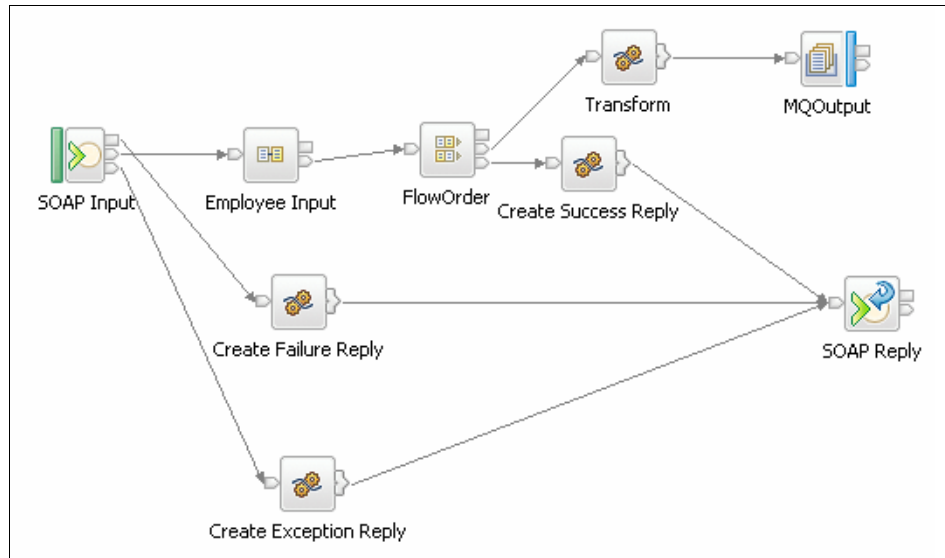 Transform
MQOutput
SOAP Input
Employee Input
FlowOrder
Create Success Reply
Create Failure Reply
SOAP Reply
Create Exception Reply